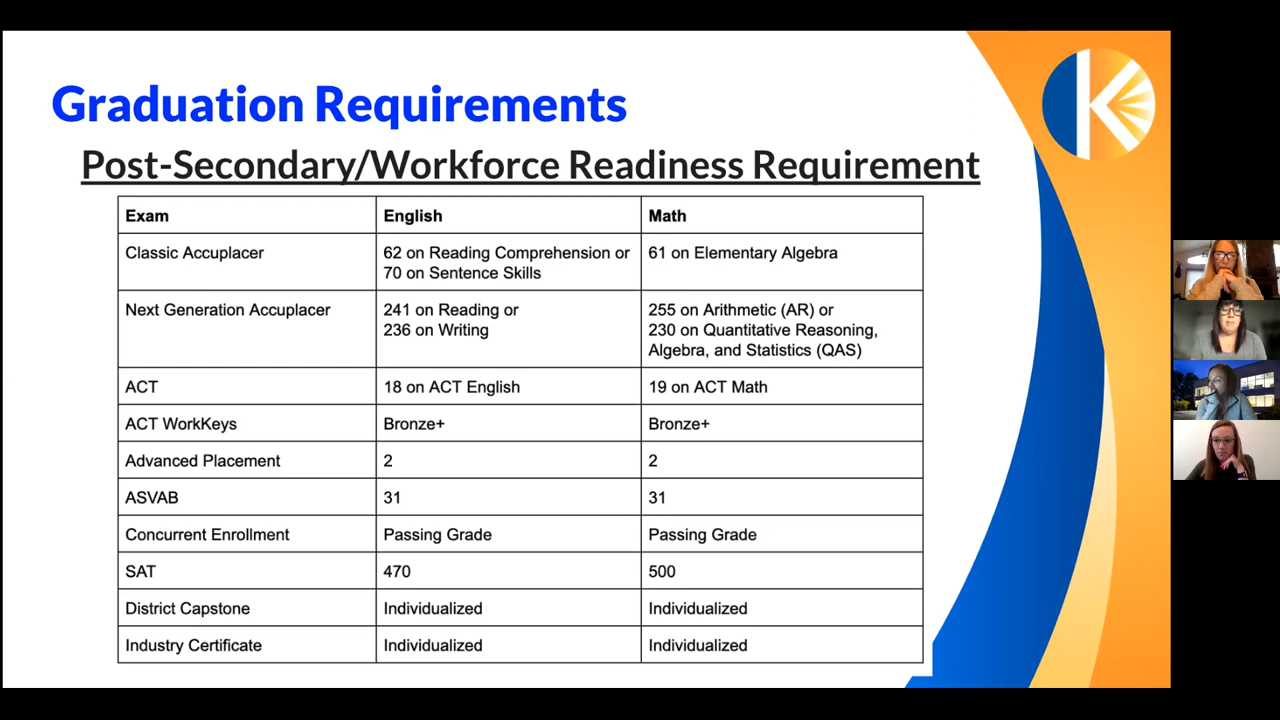 Graduation Requirements
Post-Secondary/Workforce Readiness Requirement
Exam English Math
Classic Accuplacer 62 on Reading Comprehension or 61 on Elementary Algebra
70 on Sentence Skills
Next Generation Accuplacer 241 on Reading or 255 on Arithmetic (AR) or
236 on Writing 230 on Quantitative Reasoning,
Algebra, and Statistics (QAS)
ACT 18 on ACT English 19 on ACT Math
ACT WorkKeys Bronze+ Bronze+
Advanced Placement 2 2
ASVAB 31 31
Concurrent Enrollment Passing Grade Passing Grade
SAT 470 500
District Capstone Individualized Individualized
Industry Certificate Individualized Individualized
K